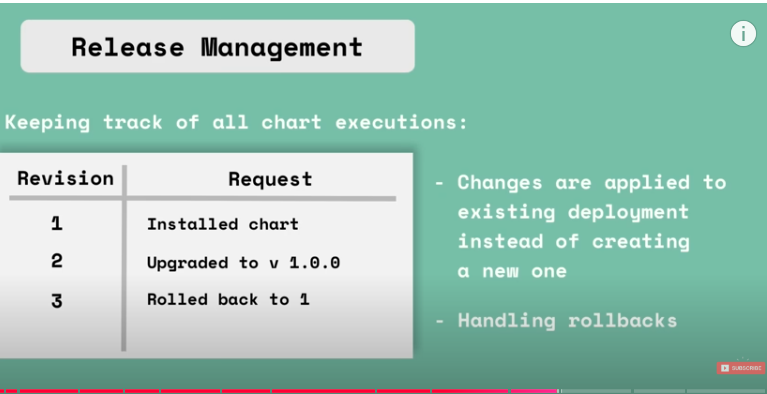 Release Management
i
Keeping track of all chart executions:
Revision Request
1 Installed chart
2 Upgraded to v 1.0.0
3 Rolled back to 1
- Changes are applied to
existing deployment
instead of creating
a new one
- Handling rollbacks
SUBSCRIBE